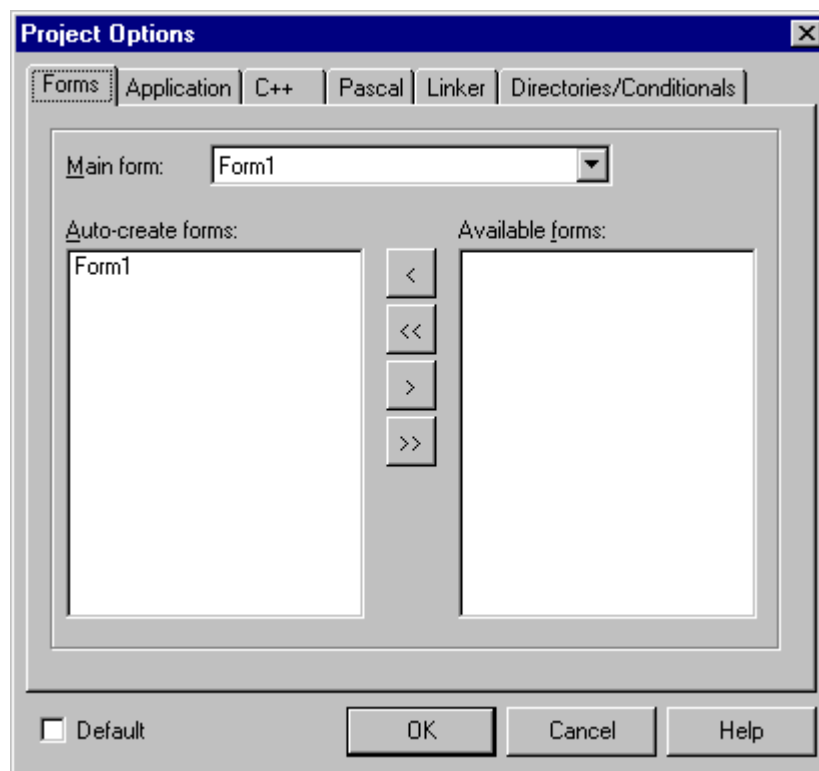 Project Options
Forms Application C++ Pascal Linker Directories/Conditionals
Main form: Form1
Auto-create forms: Available forms:
Form1
<
<<
>
>>
Default OK Cancel Help